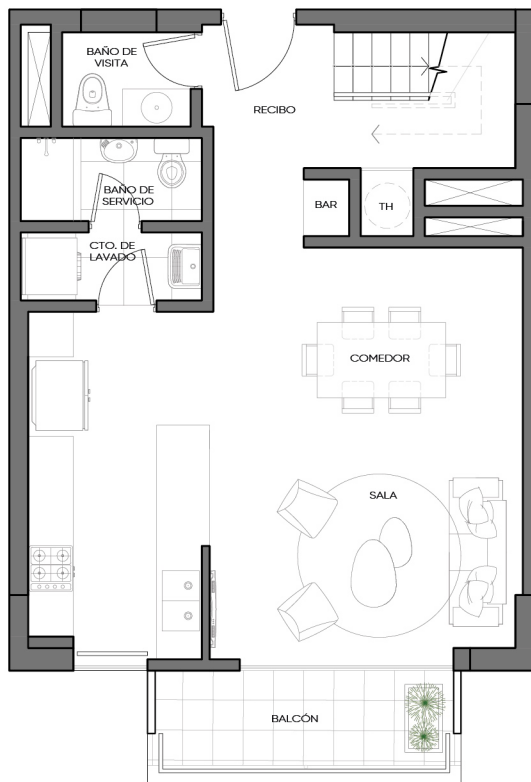 BAÑO DE
VISITA
RECIBO
BAÑO DE
SERVICIO
BAR
TH
CTO. DE
LAVADO
COMEDOR
SALA
BALCÓN